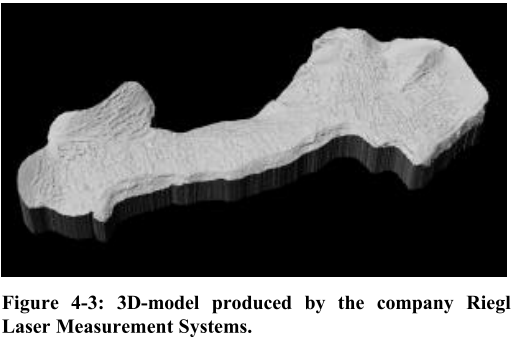 Figure 4-3: 3D-model produced by the company Riegl
Laser Measurement Systems.